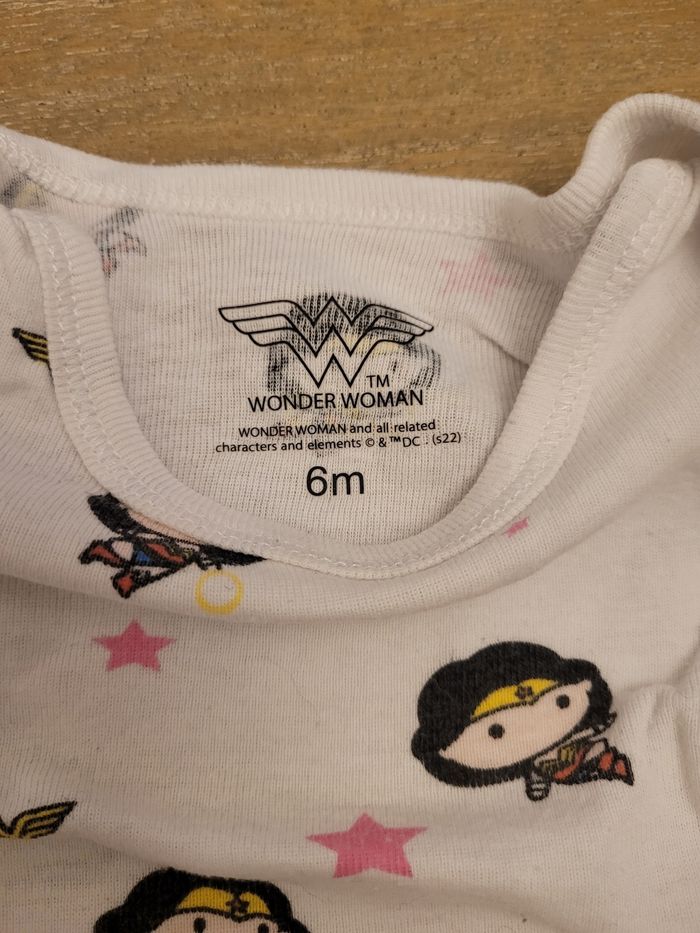 TM
WONDER WOMAN
WONDER WOMAN and all related
characters and elements © & ™DC . (s22)
6m